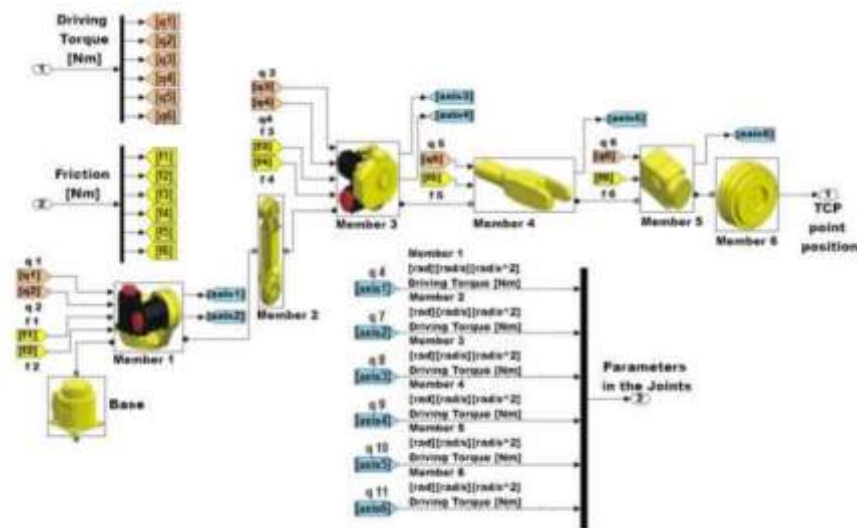 Driving
Torque
[Nm]
1
[q1]
[q2]
[q3]
[q4]
[q5]
[q6]
Friction
[Nm]
2
[f1]
[f2]
[f3]
[f4]
[f5]
[f6]
q 1
[q1]
[q2]
q 2
f 1
[f1]
[f2]
f 2
Member 1
[axis1]
[axis2]
Base
Member 2
q 3
[q3]
[q4]
q4
f 3
[f3]
[f4]
f 4
Member 3
[axis3]
[axis4]
q 5
[q5]
[f5]
f 5
Member 4
[axis5]
q 6
[q6]
[f6]
f 6
Member 5
[axis6]
Member 6
1
TCP
point
position
Member 1
q 4
[rad][rad/s][rad/s^2]
[axis1]
Driving Torque [Nm]
Member 2
q 7
[rad][rad/s][rad/s^2]
[axis2]
Driving Torque [Nm]
Member 3
q 8
[rad][rad/s][rad/s^2]
[axis3]
Driving Torque [Nm]
Member 4
q 9
[rad][rad/s][rad/s^2]
[axis4]
Driving Torque [Nm]
Member 5
q 10
[rad][rad/s][rad/s^2]
[axis5]
Driving Torque [Nm]
Member 6
q 11
[rad][rad/s][rad/s^2]
[axis6]
Driving Torque [Nm]
Parameters
in the Joints
2